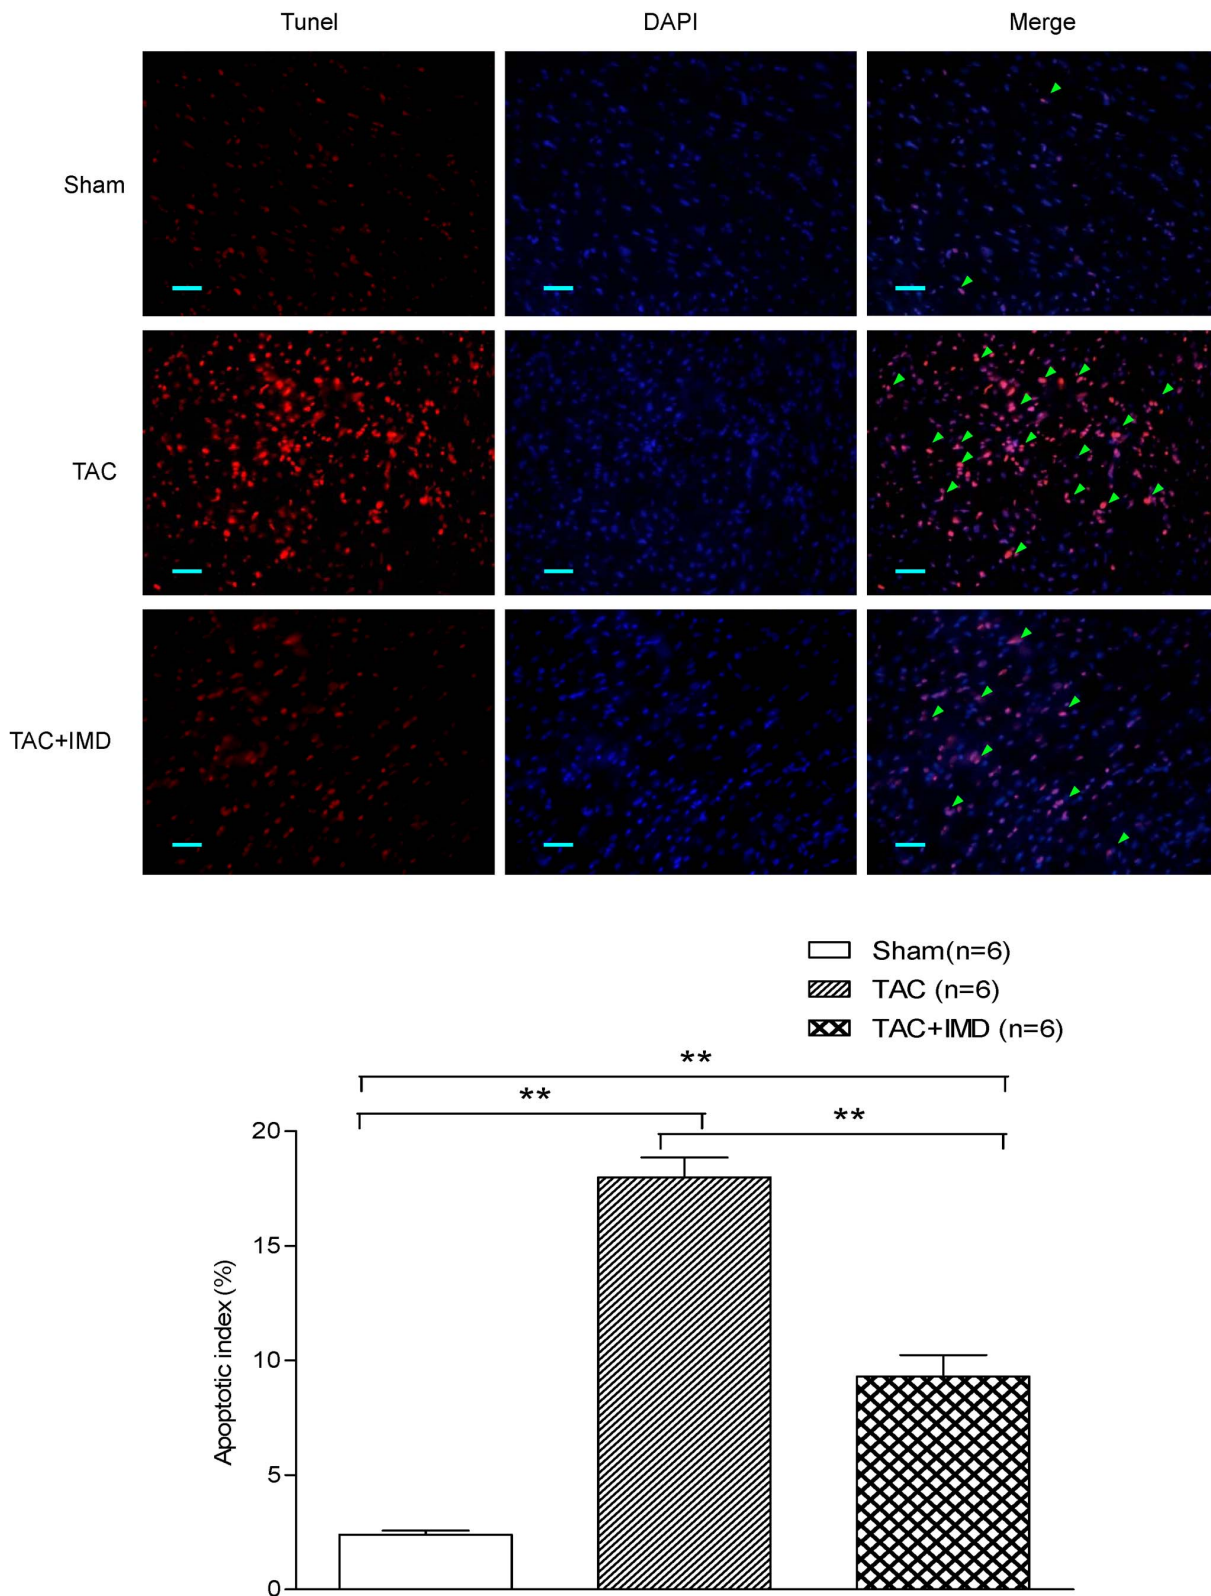 Tunel DAPI Merge
Sham
TAC
TAC+IMD
Sham(n=6)
TAC (n=6)
TAC+IMD (n=6)
**
**
**
20
15
10
5
0
Apoptotic index (%)